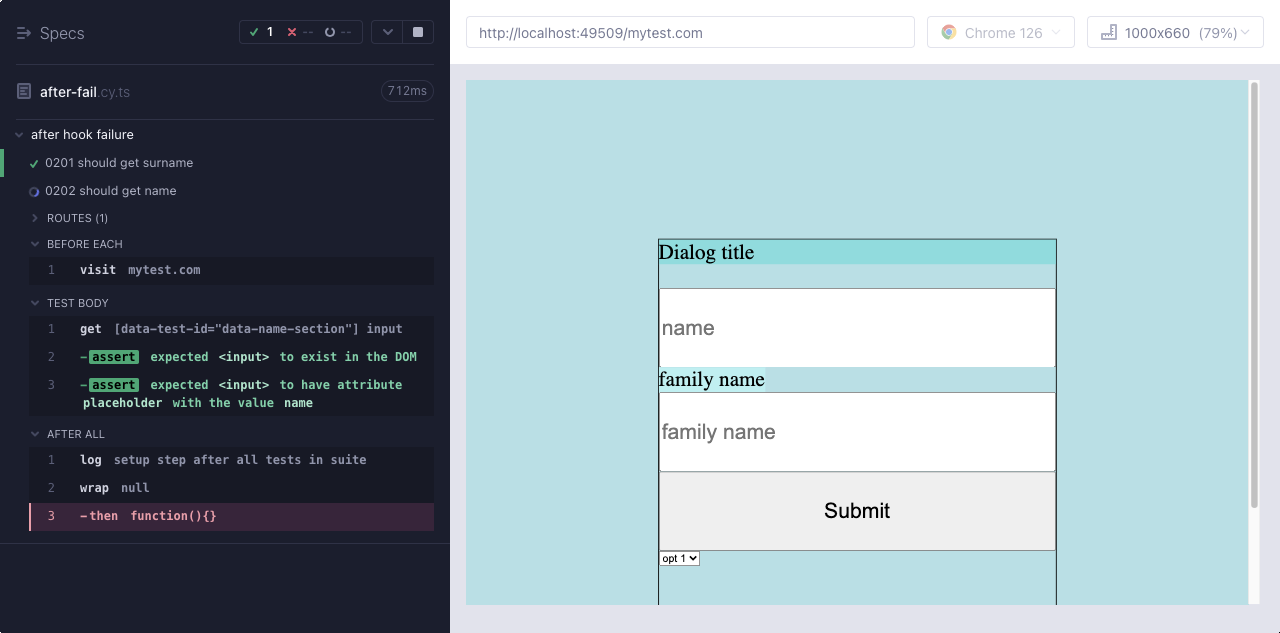 Specs
1 -- --
http://localhost:49509/mytest.com
Chrome 126
1000x660 (79%)
after-fail.cy.ts
712ms
after hook failure
0201 should get surname
0202 should get name
ROUTES (1)
BEFORE EACH
1 visit mytest.com
TEST BODY
1 get [data-test-id="data-name-section"] input
2 -assert expected <input> to exist in the DOM
3 -assert expected <input> to have attribute
placeholder with the value name
AFTER ALL
1 log setup step after all tests in suite
2 wrap null
3 -then function(){}
Dialog title
name
family name
family name
Submit
opt 1